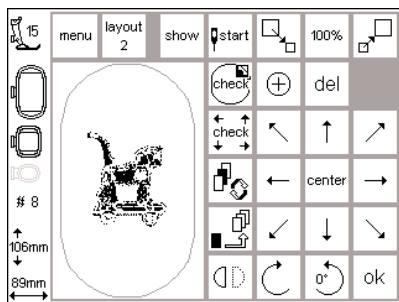 15
menu
layout
2
show
start
100%
check
del
check
# 8
center
106mm
89mm
0°
ok